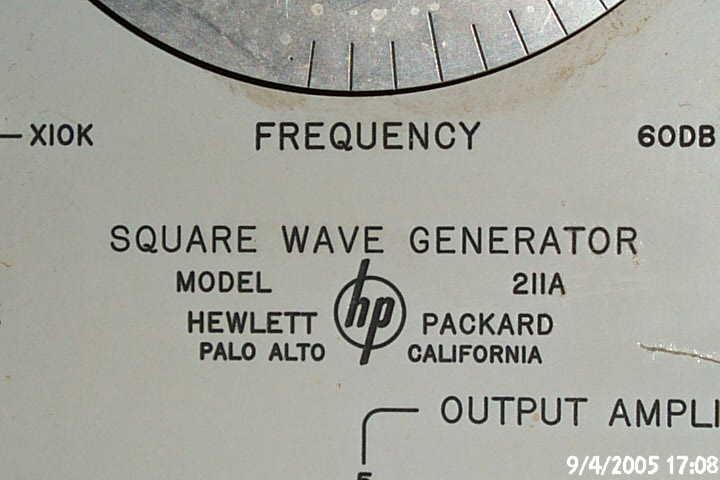 X10K FREQUENCY 60DB
SQUARE WAVE GENERATOR
MODEL 211A
HEWLETT hp PACKARD
PALO ALTO CALIFORNIA
OUTPUT AMPLI
9/4/2005 17:08